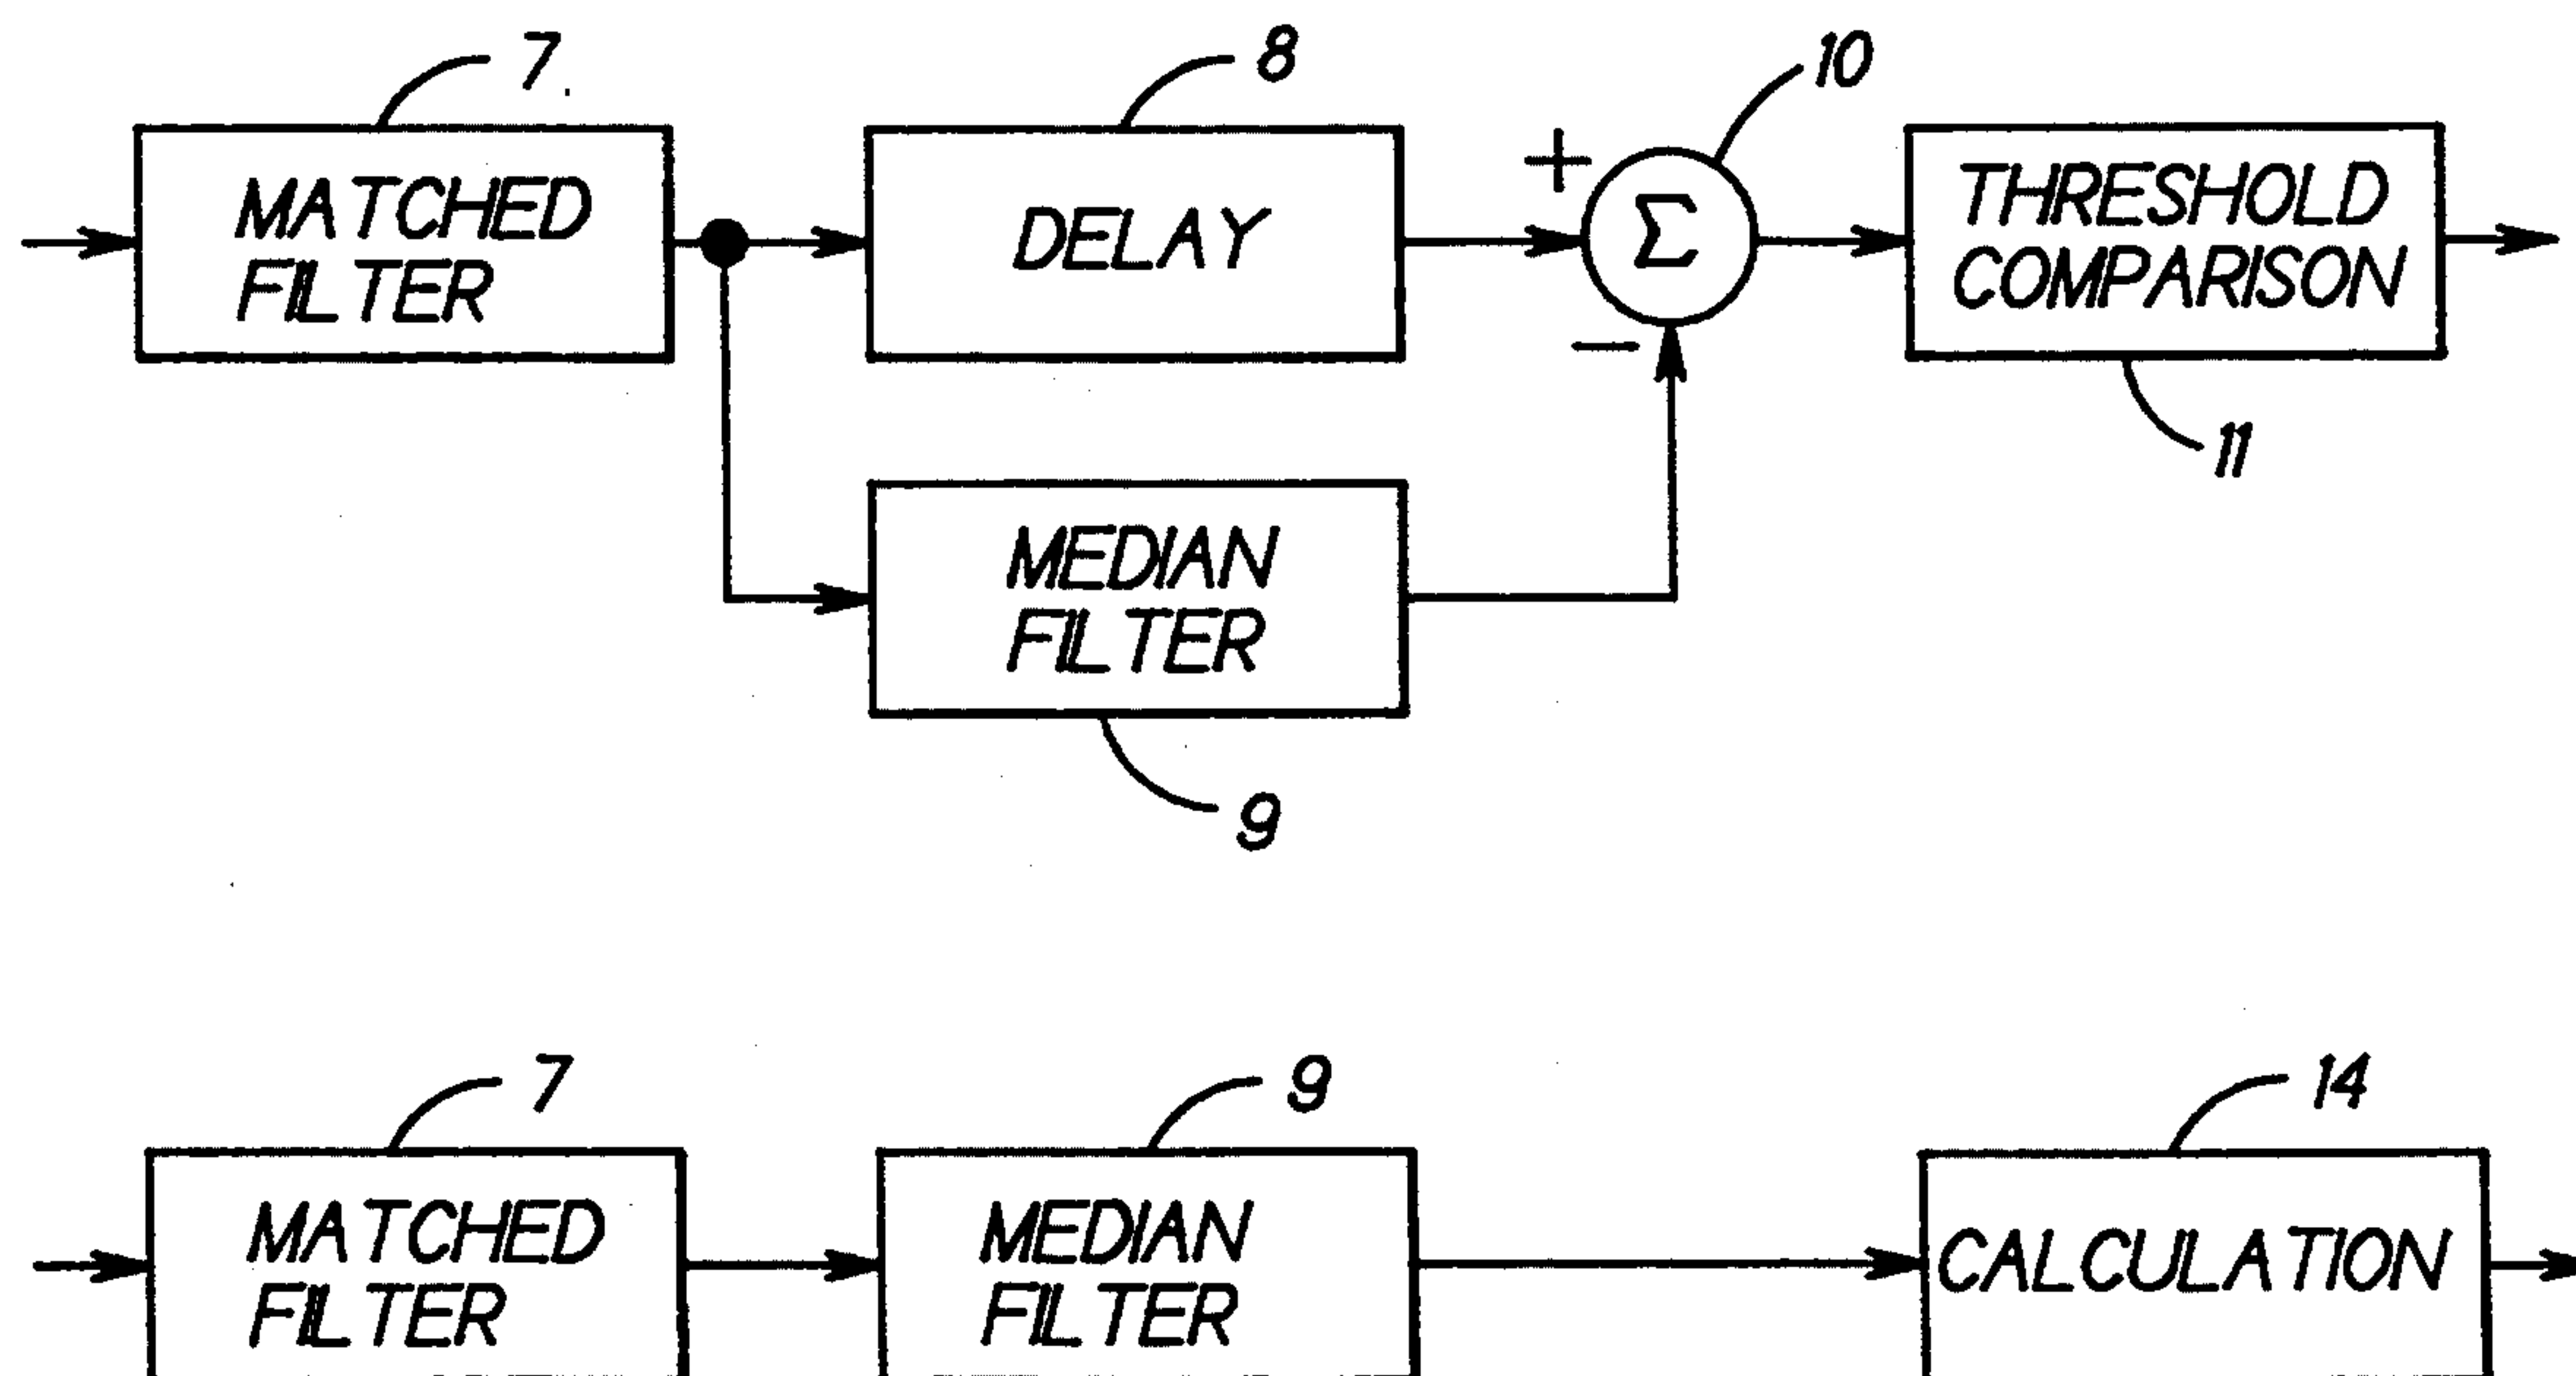 7
8
10
MATCHED
FILTER
DELAY
+
Σ
THRESHOLD
COMPARISON
−
11
MEDIAN
FILTER
9
7
9
14
MATCHED
FILTER
MEDIAN
FILTER
CALCULATION